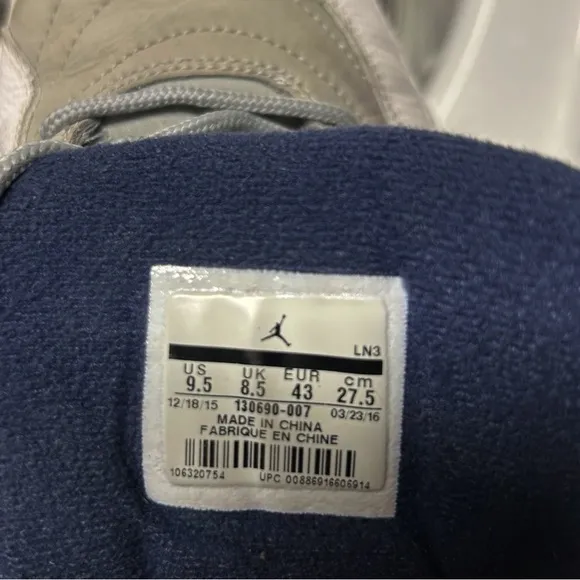 LN3
US UK EUR cm
9.5 8.5 43 27.5
12/18/15 130690-007 03/23/16
MADE IN CHINA
FABRIQUE EN CHINE
106320754 UPC 00886916606914